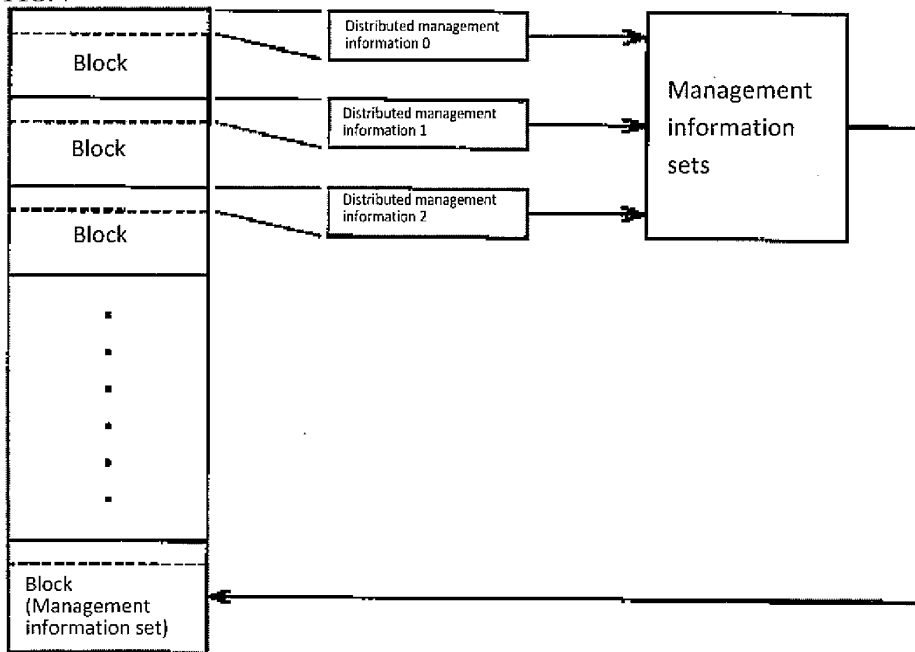 Block
Block
Block
Distributed management
information 0
Distributed management
information 1
Distributed management
information 2
Management
information
sets
Block
(Management
information set)